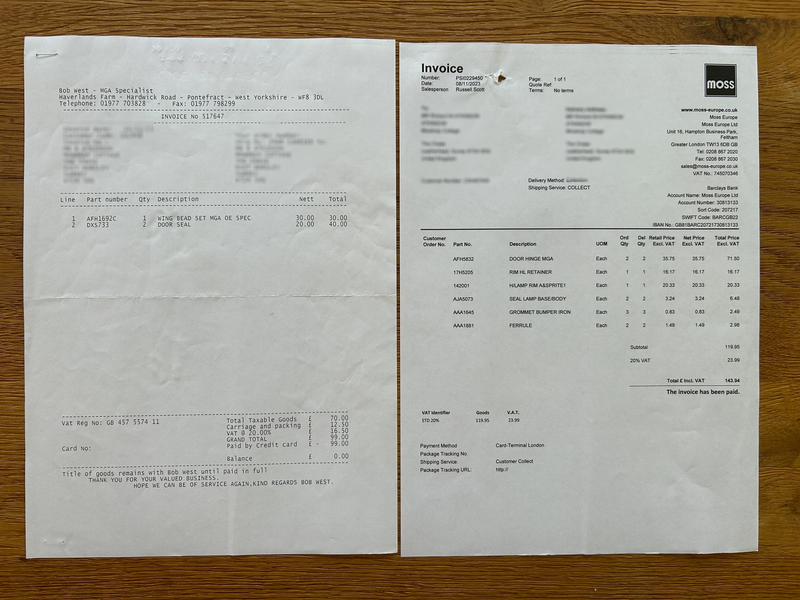 Bob West - MGA Specialist
Haverlands Farm - Hardwick Road - Pontefract - West Yorkshire - WF8 3DL
Telephone: 01977 703828 - Fax: 01977 798299
INVOICE No 517647
Line Part number Qty Description Nett Total
1 AFH1692C 1 WING BEAD SET MGA OE SPEC 30.00 30.00
2 DXS733 2 DOOR SEAL 20.00 40.00
Vat Reg No: GB 457 5574 11
Total Taxable Goods £ 70.00
Carriage and packing £ 12.50
VAT @ 20.00% £ 16.50
GRAND TOTAL £ 99.00
Card No:
Paid by Credit card £ - 99.00
Balance £ 0.00
Title of goods remains with Bob West until paid in full
THANK YOU FOR YOUR VALUED BUSINESS.
HOPE WE CAN BE OF SERVICE AGAIN,KIND REGARDS BOB WEST.
Invoice
Number: PSI0229450
Date: 08/11/2023
Salesperson Russell Scott
Page: 1 of 1
Quote Ref:
Terms: No terms
moss
www.moss-europe.co.uk
Moss Europe
Moss Europe Ltd
Unit 16, Hampton Business Park,
Feltham
Greater London TW13 6DB GB
Tel: 0208 867 2020
Fax: 0208 867 2030
sales@moss-europe.co.uk
VAT No.: 745070346
Barclays Bank
Account Name: Moss Europe Ltd
Account Number: 30813133
Sort Code: 207217
SWIFT Code: BARCGB22
IBAN No.: GB81BARC20721730813133
Delivery Method:
Shipping Service: COLLECT
Customer Order No. Part No. Description UOM Ord Qty Del Qty Retail Price Excl. VAT Net Price Excl. VAT Total Price Excl. VAT
AFH5832 DOOR HINGE MGA Each 2 2 35.75 35.75 71.50
17H5205 RIM HL RETAINER Each 1 1 16.17 16.17 16.17
142001 H/LAMP RIM A&SPRITE1 Each 1 1 20.33 20.33 20.33
AJA5073 SEAL LAMP BASE/BODY Each 2 2 3.24 3.24 6.48
AAA1645 GROMMET BUMPER IRON Each 3 3 0.83 0.83 2.49
AAA1881 FERRULE Each 2 2 1.49 1.49 2.98
Subtotal 119.95
20% VAT 23.99
Total £ Incl. VAT 143.94
The invoice has been paid.
VAT Identifier Goods V.A.T.
STD 20% 119.95 23.99
Payment Method Card-Terminal London
Package Tracking No.
Shipping Service: Customer Collect
Package Tracking URL: http://